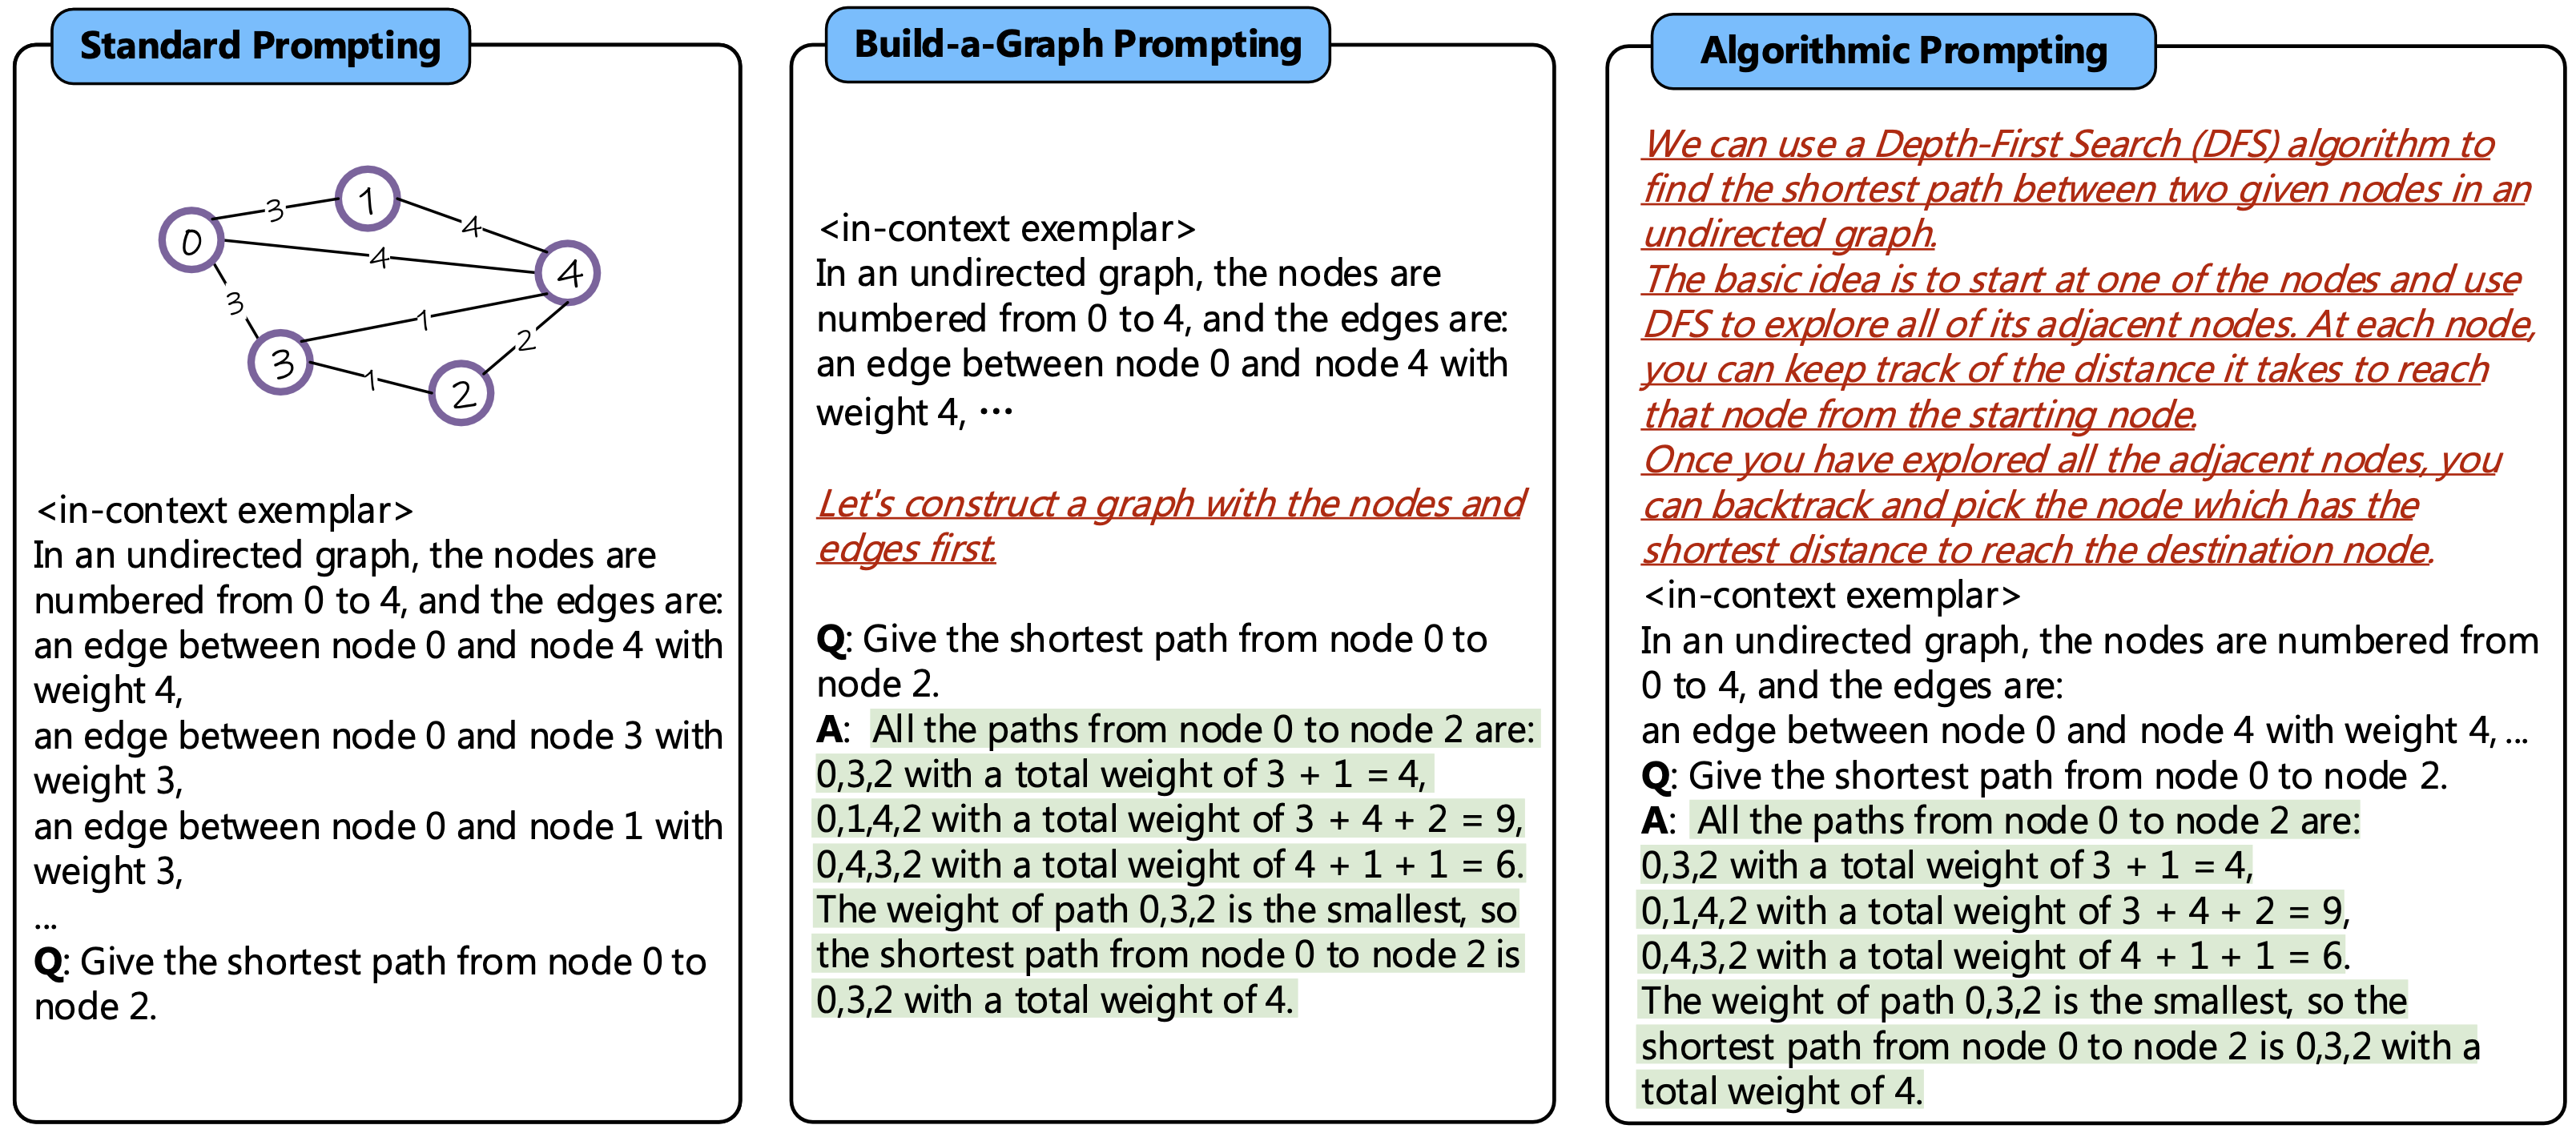 Standard Prompting
0
1
2
3
4
3
4
4
3
1
1
2
<in-context exemplar>
In an undirected graph, the nodes are
numbered from 0 to 4, and the edges are:
an edge between node 0 and node 4 with
weight 4,
an edge between node 0 and node 3 with
weight 3,
an edge between node 0 and node 1 with
weight 3,
...
Q: Give the shortest path from node 0 to
node 2.
Build-a-Graph Prompting
<in-context exemplar>
In an undirected graph, the nodes are
numbered from 0 to 4, and the edges are:
an edge between node 0 and node 4 with
weight 4, ···
Let's construct a graph with the nodes and
edges first.
Q: Give the shortest path from node 0 to
node 2.
A: All the paths from node 0 to node 2 are:
0,3,2 with a total weight of 3 + 1 = 4,
0,1,4,2 with a total weight of 3 + 4 + 2 = 9,
0,4,3,2 with a total weight of 4 + 1 + 1 = 6.
The weight of path 0,3,2 is the smallest, so
the shortest path from node 0 to node 2 is
0,3,2 with a total weight of 4.
Algorithmic Prompting
We can use a Depth-First Search (DFS) algorithm to
find the shortest path between two given nodes in an
undirected graph.
The basic idea is to start at one of the nodes and use
DFS to explore all of its adjacent nodes. At each node,
you can keep track of the distance it takes to reach
that node from the starting node.
Once you have explored all the adjacent nodes, you
can backtrack and pick the node which has the
shortest distance to reach the destination node.
<in-context exemplar>
In an undirected graph, the nodes are numbered from
0 to 4, and the edges are:
an edge between node 0 and node 4 with weight 4, ...
Q: Give the shortest path from node 0 to node 2.
A: All the paths from node 0 to node 2 are:
0,3,2 with a total weight of 3 + 1 = 4,
0,1,4,2 with a total weight of 3 + 4 + 2 = 9,
0,4,3,2 with a total weight of 4 + 1 + 1 = 6.
The weight of path 0,3,2 is the smallest, so the
shortest path from node 0 to node 2 is 0,3,2 with a
total weight of 4.